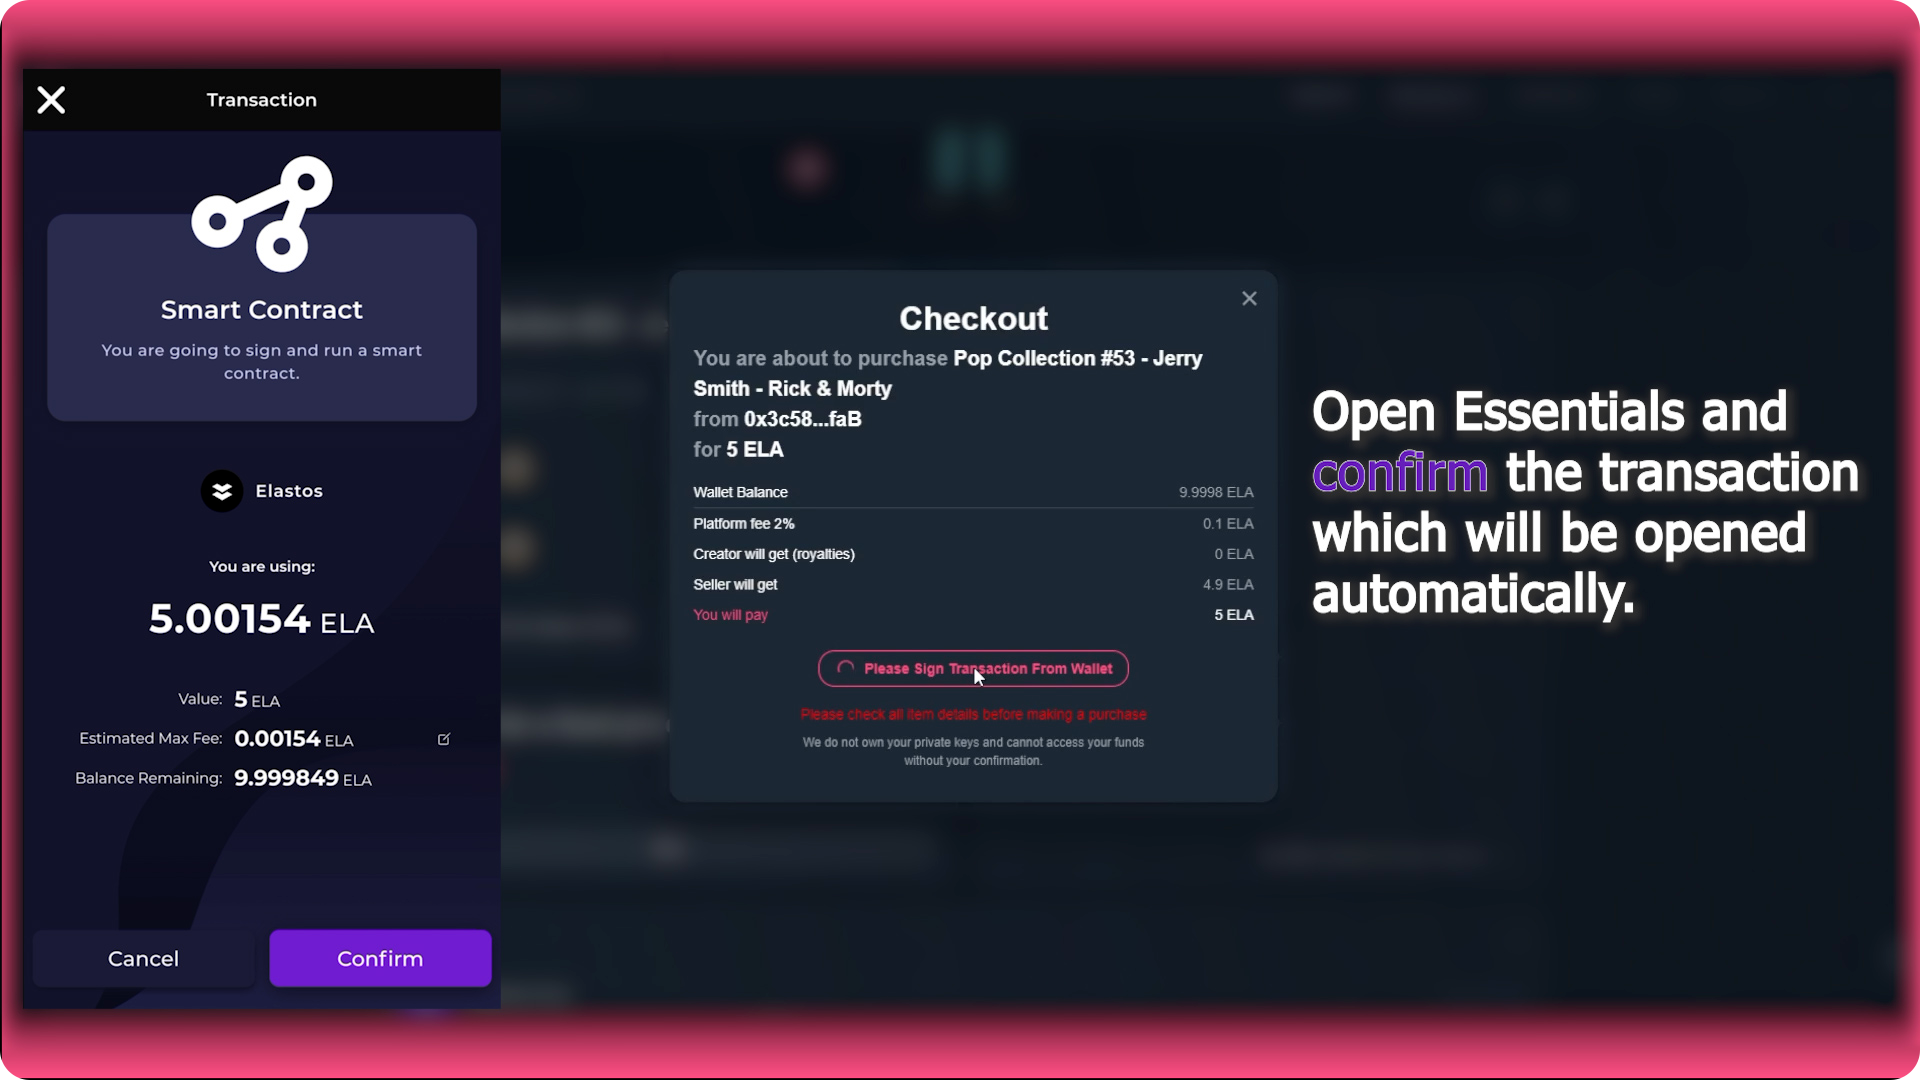 Transaction
Smart Contract
You are going to sign and run a smart
contract.
Elastos
You are using:
5.00154 ELA
Value: 5 ELA
Estimated Max Fee: 0.00154 ELA
Balance Remaining: 9.999849 ELA
Cancel
Confirm
Checkout
You are about to purchase Pop Collection #53 - Jerry
Smith - Rick & Morty
from 0x3c58...faB
for 5 ELA
Wallet Balance 9.9998 ELA
Platform fee 2% 0.1 ELA
Creator will get (royalties) 0 ELA
Seller will get 4.9 ELA
You will pay 5 ELA
Please Sign Transaction From Wallet
Please check all item details before making a purchase
We do not own your private keys and cannot access your funds
without your confirmation.
Open Essentials and
confirm the transaction
which will be opened
automatically.